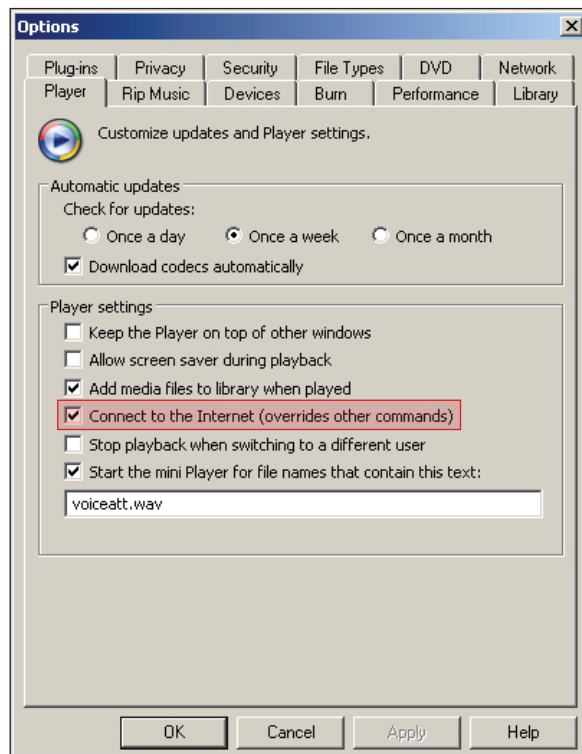 Options
Plug-ins Privacy Security File Types DVD Network
Player Rip Music Devices Burn Performance Library
Customize updates and Player settings.
Automatic updates
Check for updates:
Once a day Once a week Once a month
Download codecs automatically
Player settings
Keep the Player on top of other windows
Allow screen saver during playback
Add media files to library when played
Connect to the Internet (overrides other commands)
Stop playback when switching to a different user
Start the mini Player for file names that contain this text:
voiceatt.wav
OK Cancel Apply Help